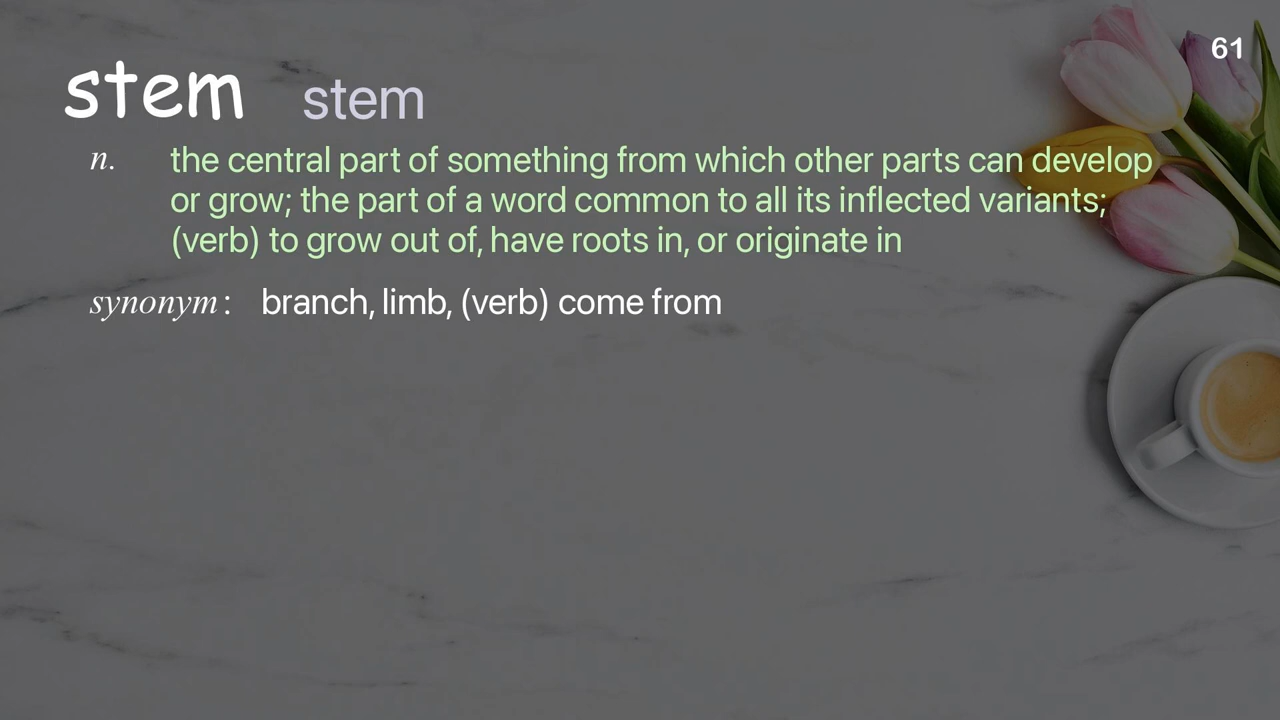 61
stem stem
n. the central part of something from which other parts can develop
or grow; the part of a word common to all its inflected variants;
(verb) to grow out of, have roots in, or originate in
synonym: branch, limb, (verb) come from